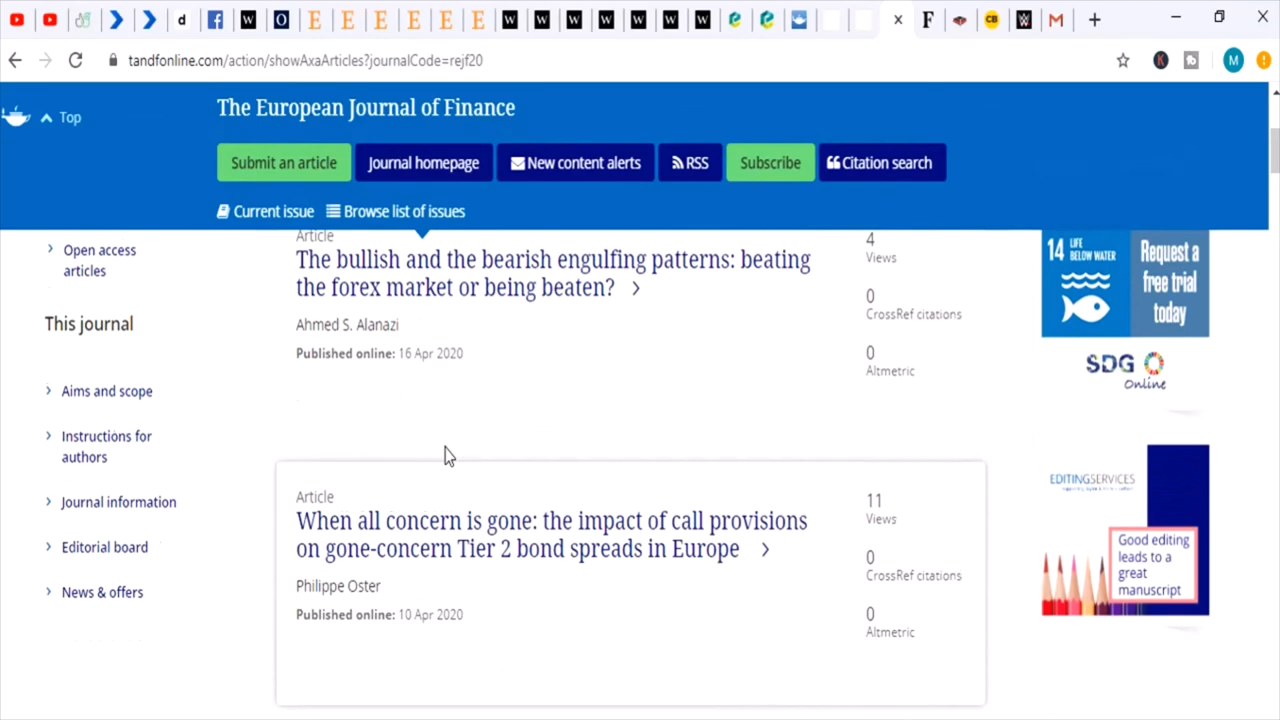 tandfonline.com/action/showAxaArticles?journalCode=rejf20
M
Top
The European Journal of Finance
Submit an article
Journal homepage
New content alerts
RSS
Subscribe
Citation search
Current issue
Browse list of issues
Open access
articles
This journal
Aims and scope
Instructions for
authors
Journal information
Editorial board
News & offers
Article
The bullish and the bearish engulfing patterns: beating
the forex market or being beaten?
Ahmed S. Alanazi
Published online: 16 Apr 2020
4
Views
0
CrossRef citations
0
Altmetric
Article
When all concern is gone: the impact of call provisions
on gone-concern Tier 2 bond spreads in Europe
Philippe Oster
Published online: 10 Apr 2020
11
Views
0
CrossRef citations
0
Altmetric
14 LIFE
BELOW WATER
Request a
free trial
today
SDG
Online
EDITINGSERVICES
Good editing
leads to a
great
manuscript